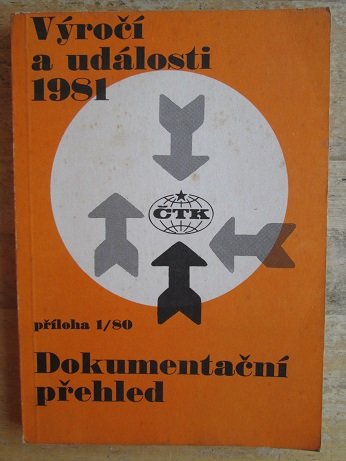 Výročí
a události
1981
ČTK
příloha 1/80
Dokumentační
přehled